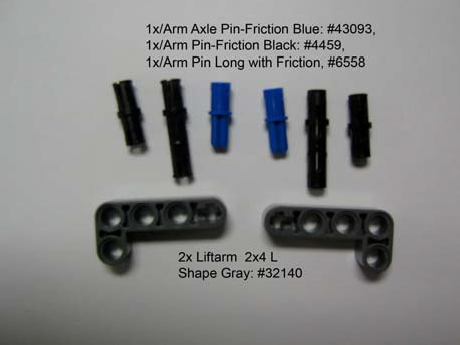 1x/Arm Axle Pin-Friction Blue: #43093,
1x/Arm Pin-Friction Black: #4459,
1x/Arm Pin Long with Friction, #6558
2x Liftarm  2x4 L
Shape Gray: #32140